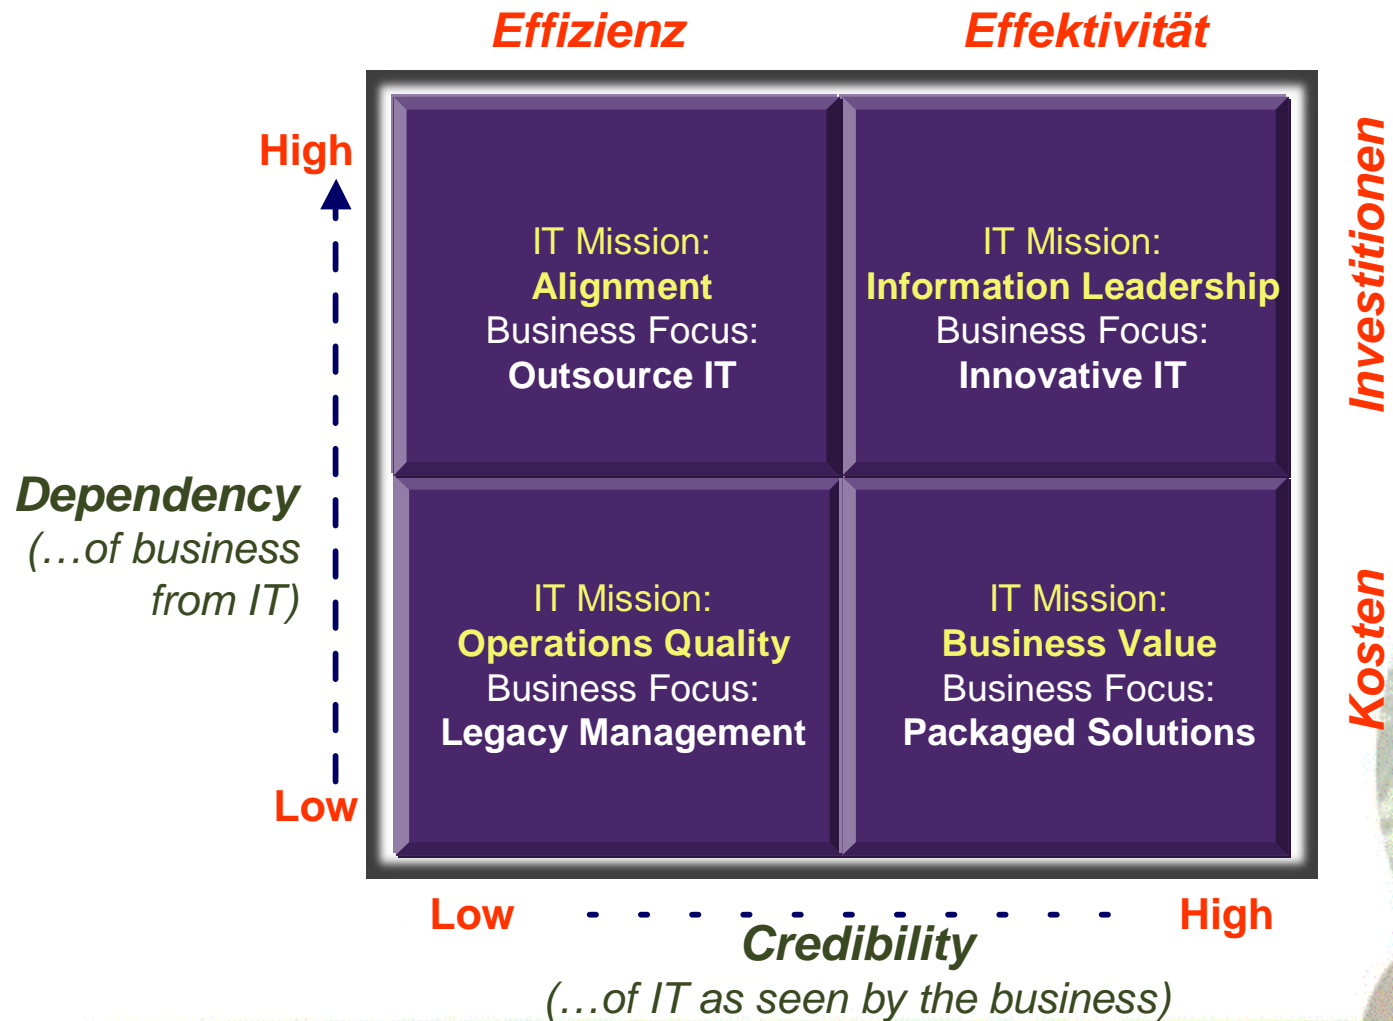 Effizienz
Effektivität
High
IT Mission:
Alignment
Business Focus:
Outsource IT
IT Mission:
Information Leadership
Business Focus:
Innovative IT
Investitionen
Dependency
(…of business
from IT)
IT Mission:
Operations Quality
Business Focus:
Legacy Management
IT Mission:
Business Value
Business Focus:
Packaged Solutions
Kosten
Low
Low
High
Credibility
(…of IT as seen by the business)